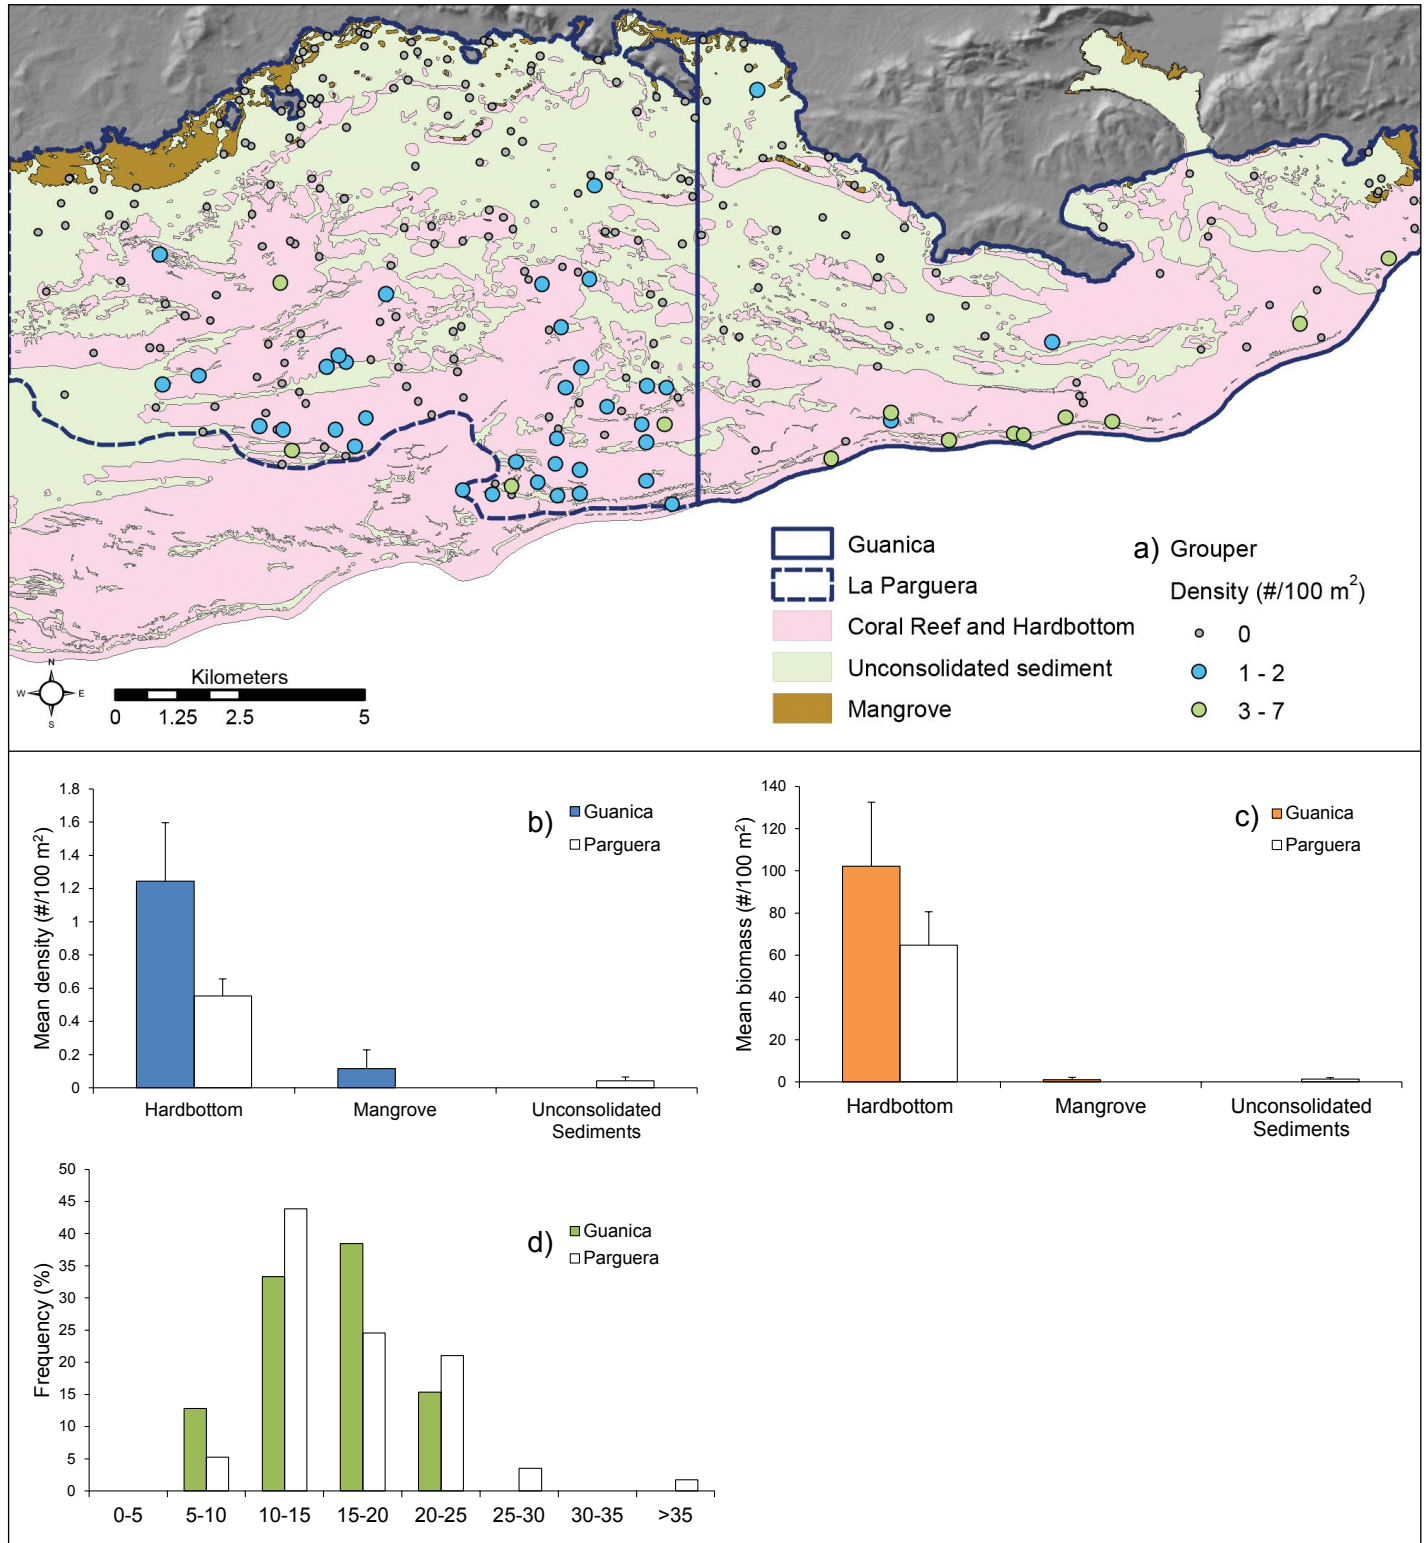 Guanica
La Parguera
Coral Reef and Hardbottom
Unconsolidated sediment
Mangrove
a) Grouper
Density (#/100 m²)
0
1 - 2
3 - 7
N
W E
S
Kilometers
0 1.25 2.5 5
b)
Guanica
Parguera
Mean density (#/100 m²)
1.8
1.6
1.4
1.2
1
0.8
0.6
0.4
0.2
0
Hardbottom Mangrove Unconsolidated
Sediments
c)
Guanica
Parguera
Mean biomass (#/100 m²)
140
120
100
80
60
40
20
0
Hardbottom Mangrove Unconsolidated
Sediments
d)
Guanica
Parguera
Frequency (%)
50
45
40
35
30
25
20
15
10
5
0
0-5 5-10 10-15 15-20 20-25 25-30 30-35 >35